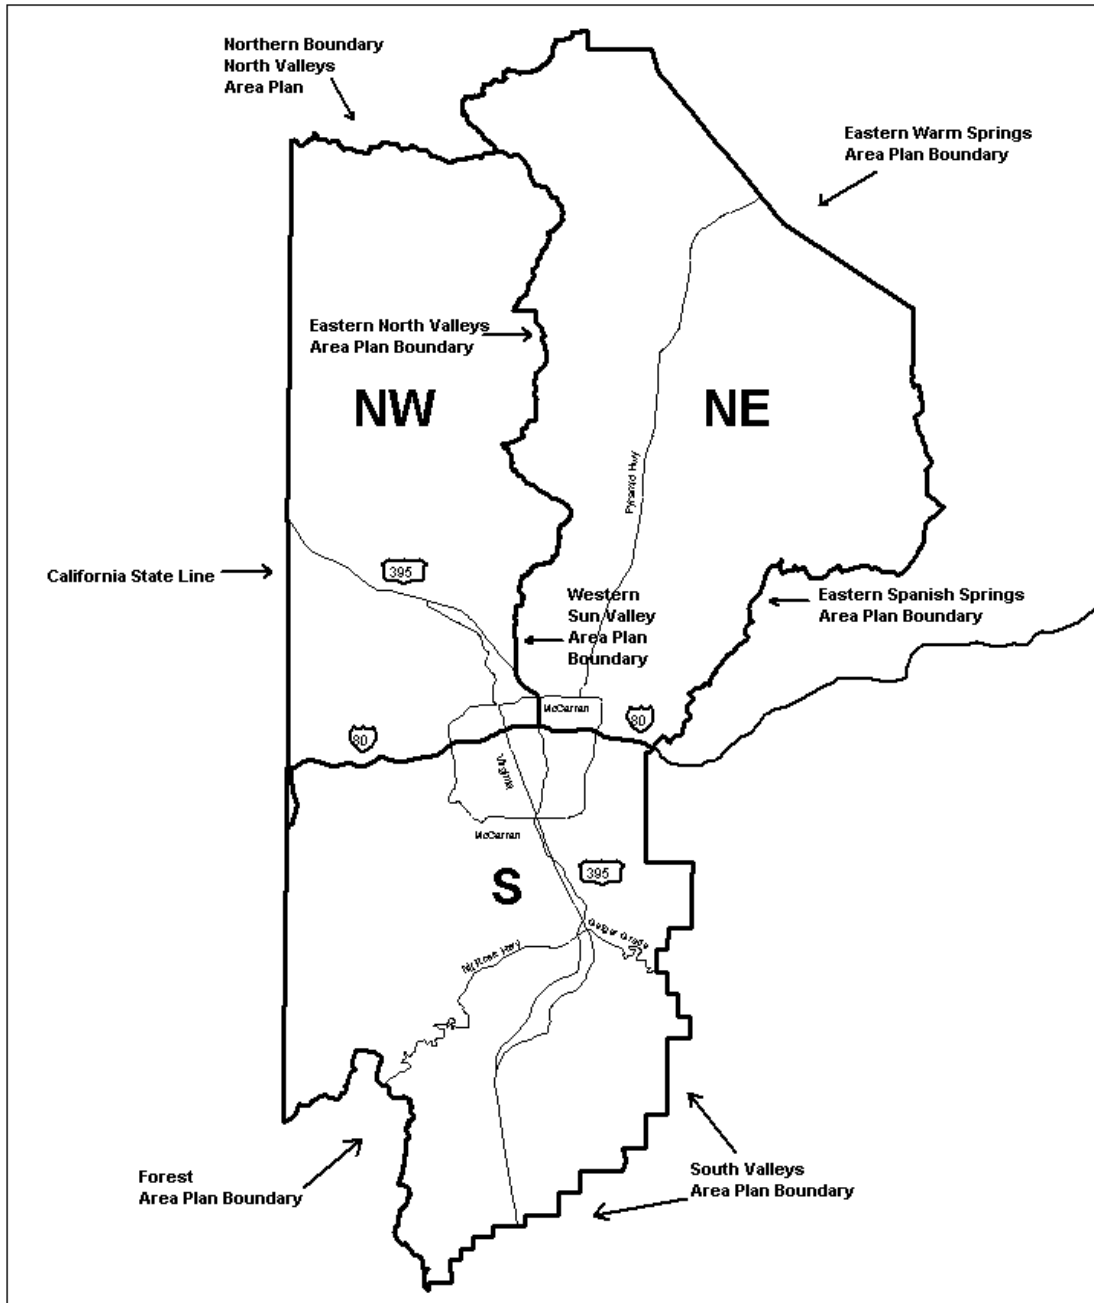 Northern Boundary
North Valleys
Area Plan
Eastern Warm Springs
Area Plan Boundary
Eastern North Valleys
Area Plan Boundary
NW
NE
Pyramid Hwy
California State Line
395
Western
Sun Valley
Area Plan
Boundary
Eastern Spanish Springs
Area Plan Boundary
McCarran
80
80
Virginia
McCarran
S
395
Geiger Grade
Mt Rose Hwy
Forest
Area Plan Boundary
South Valleys
Area Plan Boundary